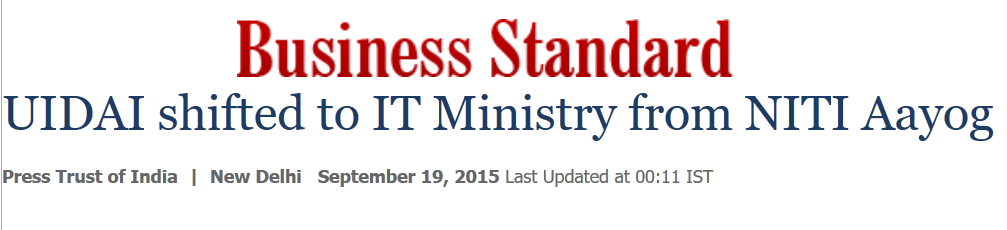 Business Standard
UIDAI shifted to IT Ministry from NITI Aayog
Press Trust of India | New Delhi September 19, 2015 Last Updated at 00:11 IST